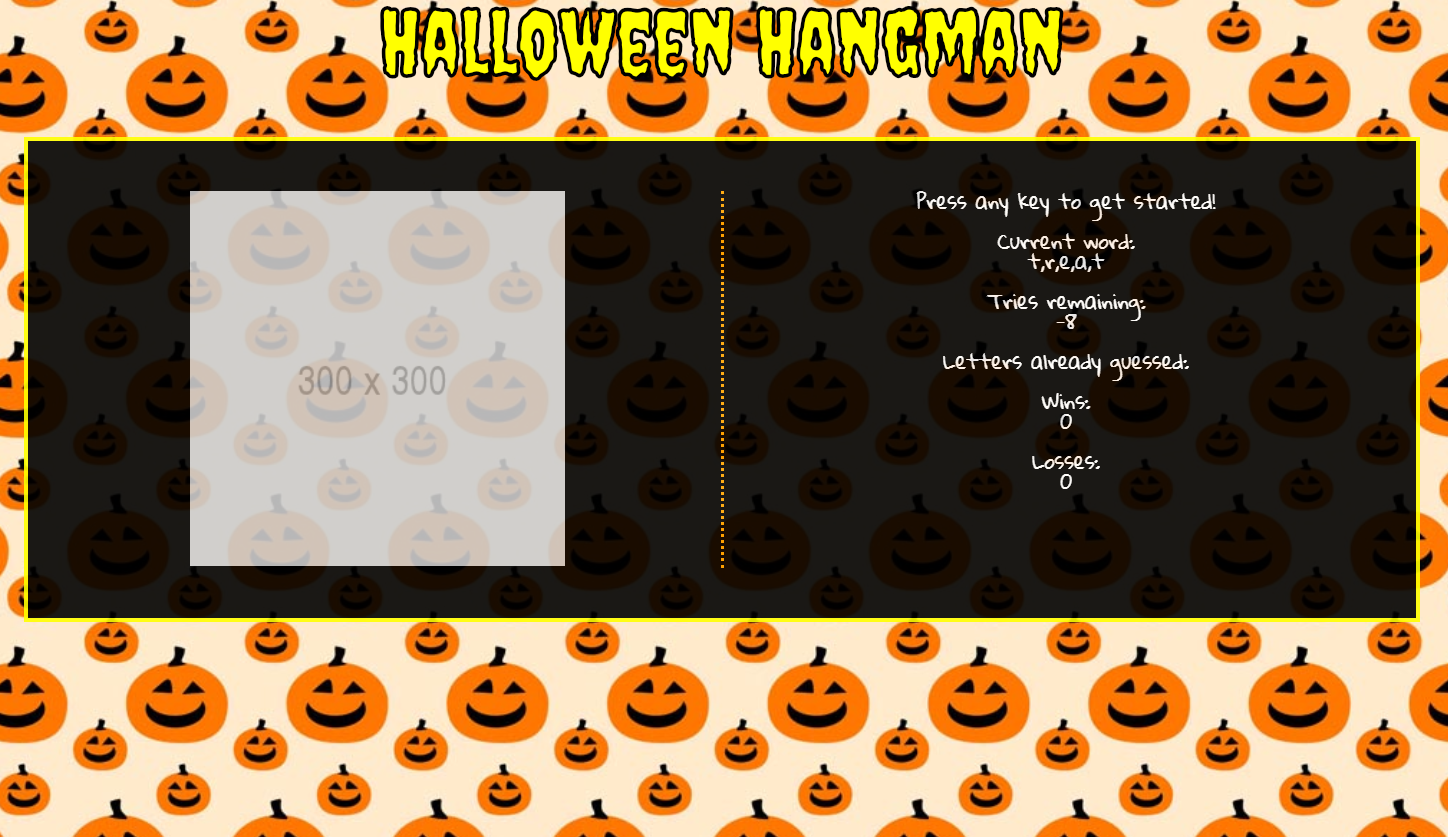 HALLOWEEN HANGMAN
300 x 300
Press any key to get started!
Current word:
t,r,e,a,t
Tries remaining:
-8
Letters already guessed:
Wins:
0
Losses:
0